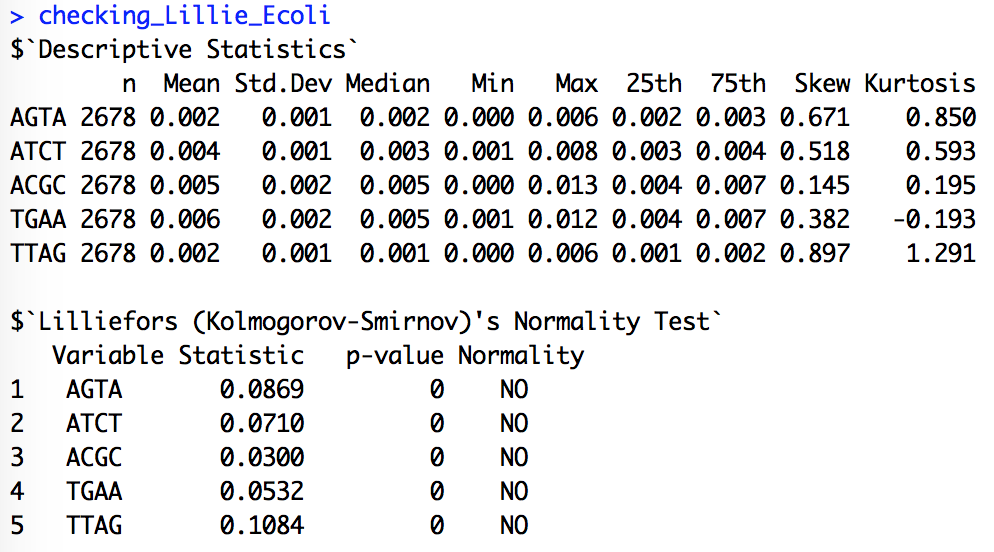 > checking_Lillie_Ecoli
$`Descriptive Statistics`
n Mean Std.Dev Median Min Max 25th 75th Skew Kurtosis
AGTA 2678 0.002 0.001 0.002 0.000 0.006 0.002 0.003 0.671 0.850
ATCT 2678 0.004 0.001 0.003 0.001 0.008 0.003 0.004 0.518 0.593
ACGC 2678 0.005 0.002 0.005 0.000 0.013 0.004 0.007 0.145 0.195
TGAA 2678 0.006 0.002 0.005 0.001 0.012 0.004 0.007 0.382 -0.193
TTAG 2678 0.002 0.001 0.001 0.000 0.006 0.001 0.002 0.897 1.291
$`Lilliefors (Kolmogorov-Smirnov)'s Normality Test`
Variable Statistic p-value Normality
1 AGTA 0.0869 0 NO
2 ATCT 0.0710 0 NO
3 ACGC 0.0300 0 NO
4 TGAA 0.0532 0 NO
5 TTAG 0.1084 0 NO